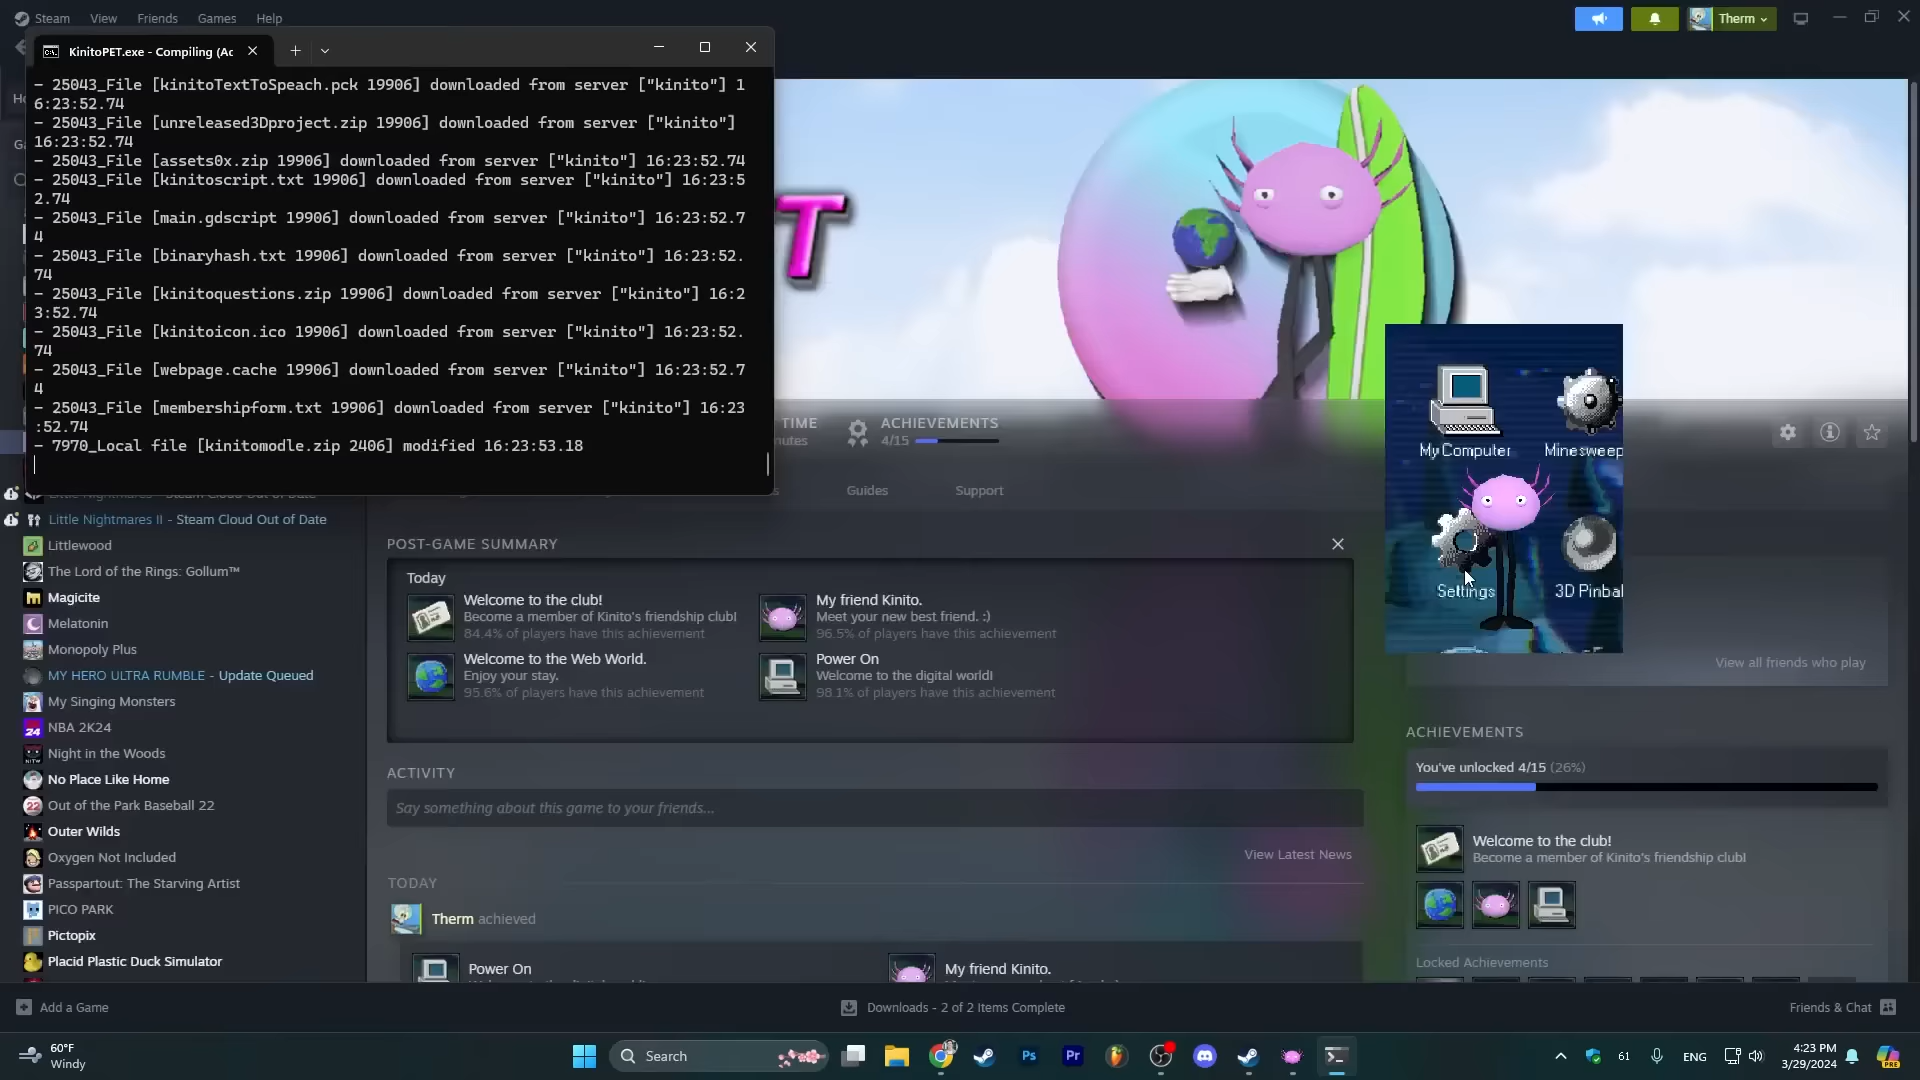 Steam View Friends Games Help
Therm
KinitoPET.exe - Compiling (Ac
- 25043_File [kinitoTextToSpeach.pck 19906] downloaded from server ["kinito"] 1
6:23:52.74
- 25043_File [unreleased3Dproject.zip 19906] downloaded from server ["kinito"]
16:23:52.74
- 25043_File [assets0x.zip 19906] downloaded from server ["kinito"] 16:23:52.74
- 25043_File [kinitoscript.txt 19906] downloaded from server ["kinito"] 16:23:5
2.74
- 25043_File [main.gdscript 19906] downloaded from server ["kinito"] 16:23:52.7
4
- 25043_File [binaryhash.txt 19906] downloaded from server ["kinito"] 16:23:52.
74
- 25043_File [kinitoquestions.zip 19906] downloaded from server ["kinito"] 16:2
3:52.74
- 25043_File [kinitoicon.ico 19906] downloaded from server ["kinito"] 16:23:52.
74
- 25043_File [webpage.cache 19906] downloaded from server ["kinito"] 16:23:52.7
4
- 25043_File [membershipform.txt 19906] downloaded from server ["kinito"] 16:23
:52.74
- 7970_Local file [kinitomodle.zip 2406] modified 16:23:53.18
T
TIME
nutes
ACHIEVEMENTS
4/15
Guides Support
My Computer
Minesweep
Settings
3D Pinbal
Little Nightmares - Steam Cloud Out of Date
Little Nightmares II - Steam Cloud Out of Date
Littlewood
The Lord of the Rings: Gollum™
Magicite
Melatonin
Monopoly Plus
MY HERO ULTRA RUMBLE - Update Queued
My Singing Monsters
NBA 2K24
Night in the Woods
No Place Like Home
Out of the Park Baseball 22
Outer Wilds
Oxygen Not Included
Passpartout: The Starving Artist
PICO PARK
Pictopix
Placid Plastic Duck Simulator
POST-GAME SUMMARY
Today
Welcome to the club!
Become a member of Kinito's friendship club!
84.4% of players have this achievement
My friend Kinito.
Meet your new best friend. :)
96.5% of players have this achievement
Welcome to the Web World.
Enjoy your stay.
95.6% of players have this achievement
Power On
Welcome to the digital world!
98.1% of players have this achievement
ACTIVITY
Say something about this game to your friends...
View Latest News
TODAY
Therm achieved
Power On
My friend Kinito.
View all friends who play
ACHIEVEMENTS
You've unlocked 4/15 (26%)
Welcome to the club!
Become a member of Kinito's friendship club!
Locked Achievements
Add a Game
Downloads - 2 of 2 Items Complete
Friends & Chat
60°F
Windy
Search
Ps
Pr
61
ENG
4:23 PM
3/29/2024
PRE